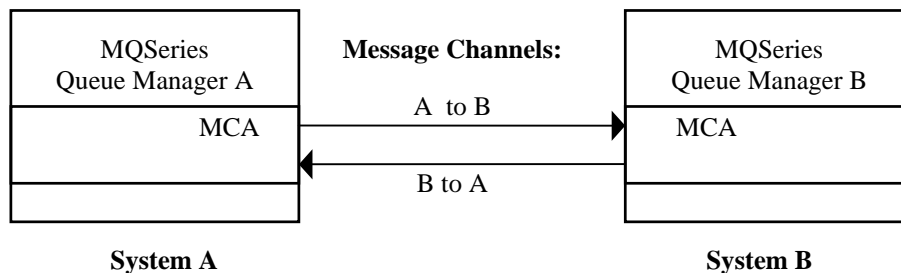 MQSeries
Queue Manager A
Message Channels:
MQSeries
Queue Manager B
A to B
MCA
MCA
B to A
System A
System B